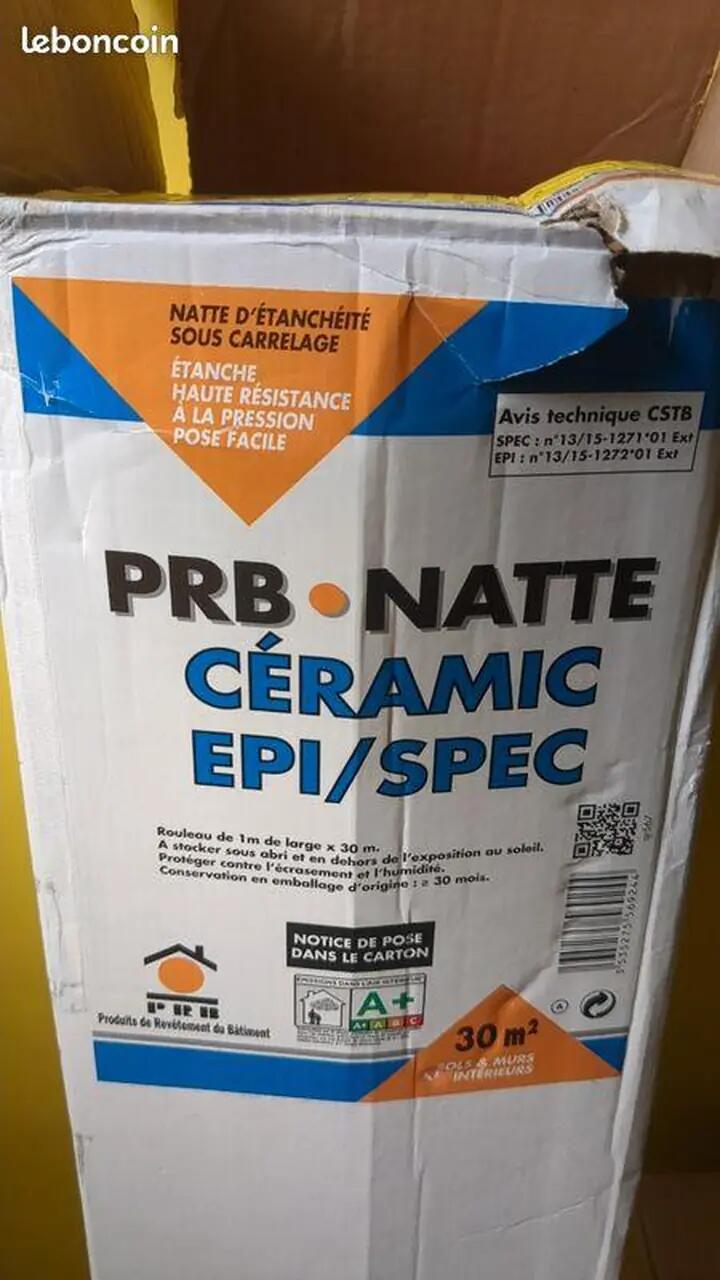 leboncoin
NATTE D'ÉTANCHÉITÉ
SOUS CARRELAGE
ÉTANCHE
HAUTE RÉSISTANCE
À LA PRESSION
POSE FACILE
Avis technique CSTB
SPEC : n°13/15-1271*01 Ext
EPI : n°13/15-1272*01 Ext
PRB • NATTE
CÉRAMIC
EPI/SPEC
Rouleau de 1m de large x 30 m.
A stocker sous abri et en dehors de l'exposition au soleil.
Protéger contre l'écrasement et l'humidité.
Conservation en emballage d'origine : ≥ 30 mois.
NOTICE DE POSE
DANS LE CARTON
PRB
Produits de Revêtement du Bâtiment
ÉMISSIONS DANS L'AIR INTÉRIEUR
A+
A+ A B C
30 m²
SOLS & MURS
INTÉRIEURS